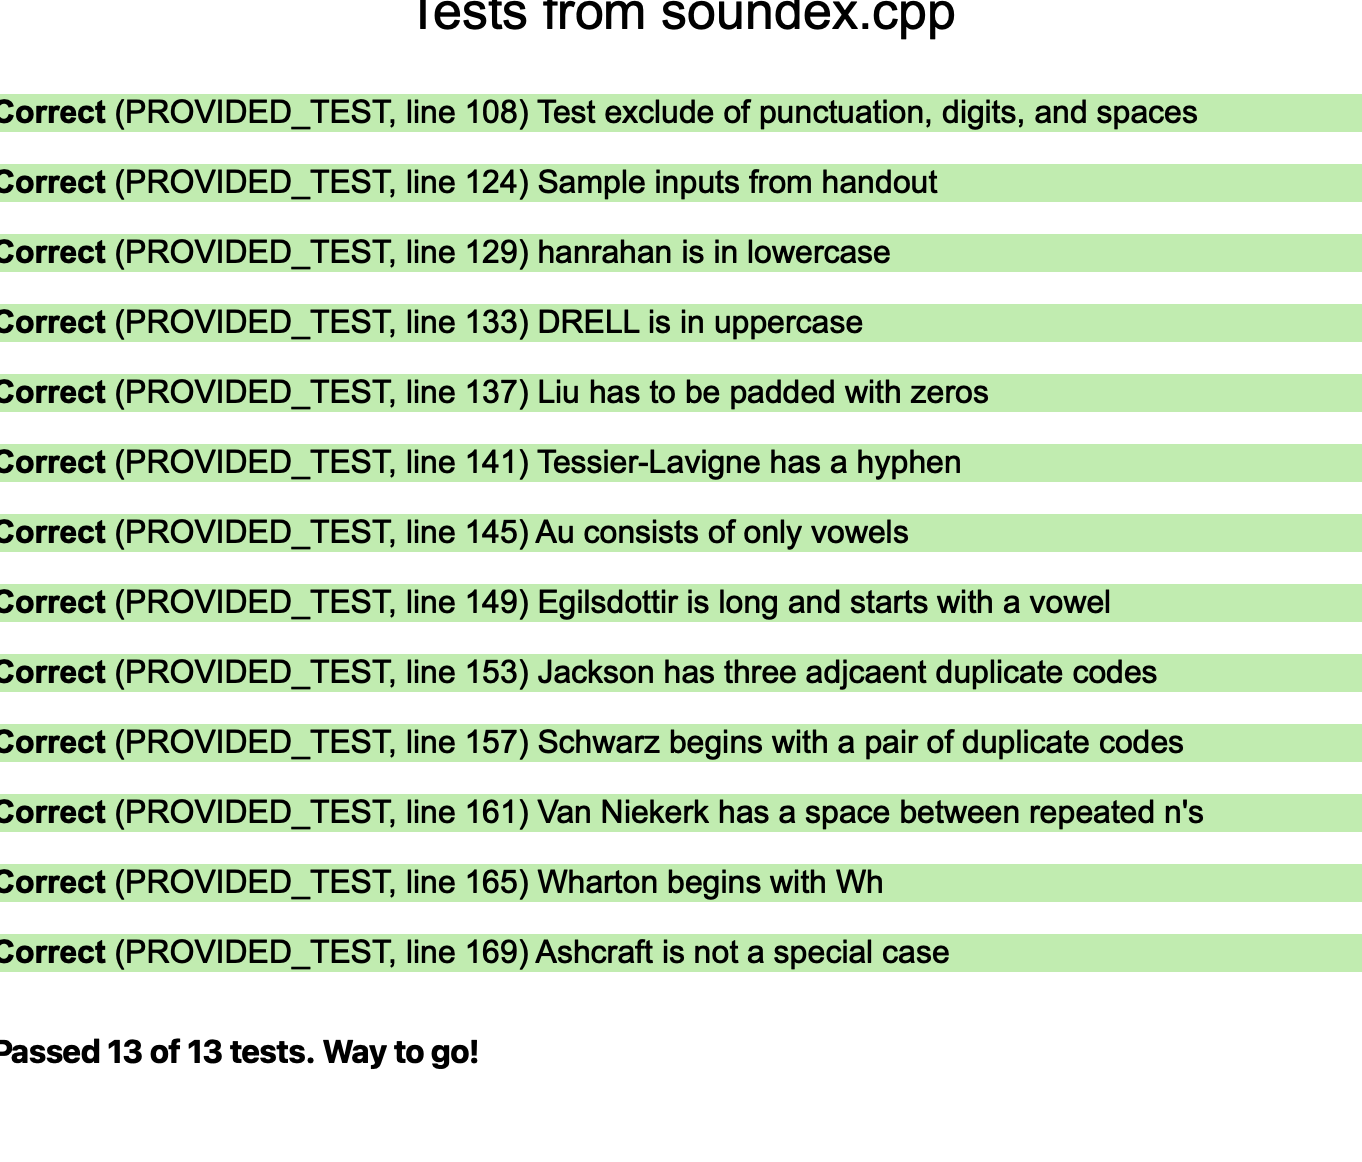 Tests from soundex.cpp
Correct (PROVIDED_TEST, line 108) Test exclude of punctuation, digits, and spaces
Correct (PROVIDED_TEST, line 124) Sample inputs from handout
Correct (PROVIDED_TEST, line 129) hanrahan is in lowercase
Correct (PROVIDED_TEST, line 133) DRELL is in uppercase
Correct (PROVIDED_TEST, line 137) Liu has to be padded with zeros
Correct (PROVIDED_TEST, line 141) Tessier-Lavigne has a hyphen
Correct (PROVIDED_TEST, line 145) Au consists of only vowels
Correct (PROVIDED_TEST, line 149) Egilsdottir is long and starts with a vowel
Correct (PROVIDED_TEST, line 153) Jackson has three adjcaent duplicate codes
Correct (PROVIDED_TEST, line 157) Schwarz begins with a pair of duplicate codes
Correct (PROVIDED_TEST, line 161) Van Niekerk has a space between repeated n's
Correct (PROVIDED_TEST, line 165) Wharton begins with Wh
Correct (PROVIDED_TEST, line 169) Ashcraft is not a special case
Passed 13 of 13 tests. Way to go!